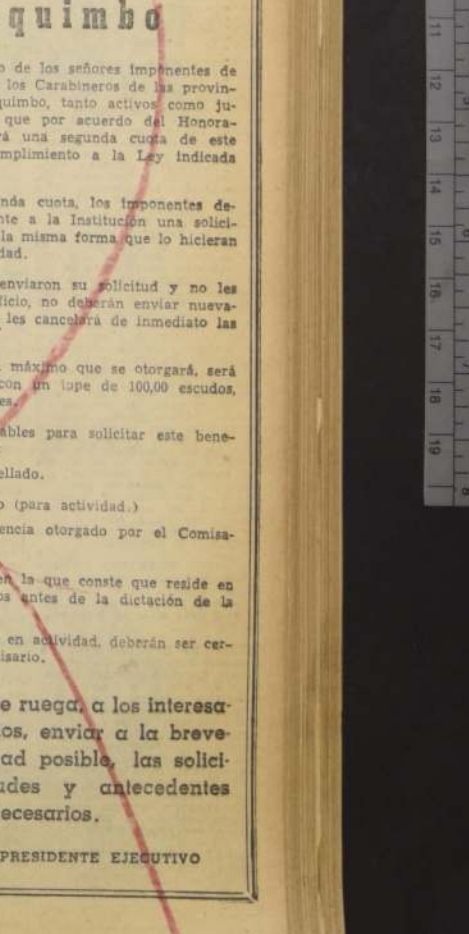 quimbo
o de los señores imponentes de
los Carabineros de las provin-
quimbo, tanto activos como ju-
que por acuerdo del Honora-
rá una segunda cuota de este
umplimiento a la Ley indicada
nda cuota, los imponentes de-
nte a la Institución una solici-
la misma forma que lo hicieran
dad.
enviaron su solicitud y no les
ficio, no deberán enviar nueva-
les cancelará de inmediato las
máximo que se otorgará, será
con un tope de 100,00 escudos,
es.
ables para solicitar este bene-
ellado.
o (para actividad.)
encia otorgado por el Comisa-
en la que conste que reside en
os antes de la dictación de la
en actividad, deberán ser cer-
isario.
e ruega, a los interesa-
os, enviar a la breve-
ad posible, las solici-
udes y antecedentes
ecesarios.
PRESIDENTE EJECUTIVO
11
12
13
14
15
16
17
18
19